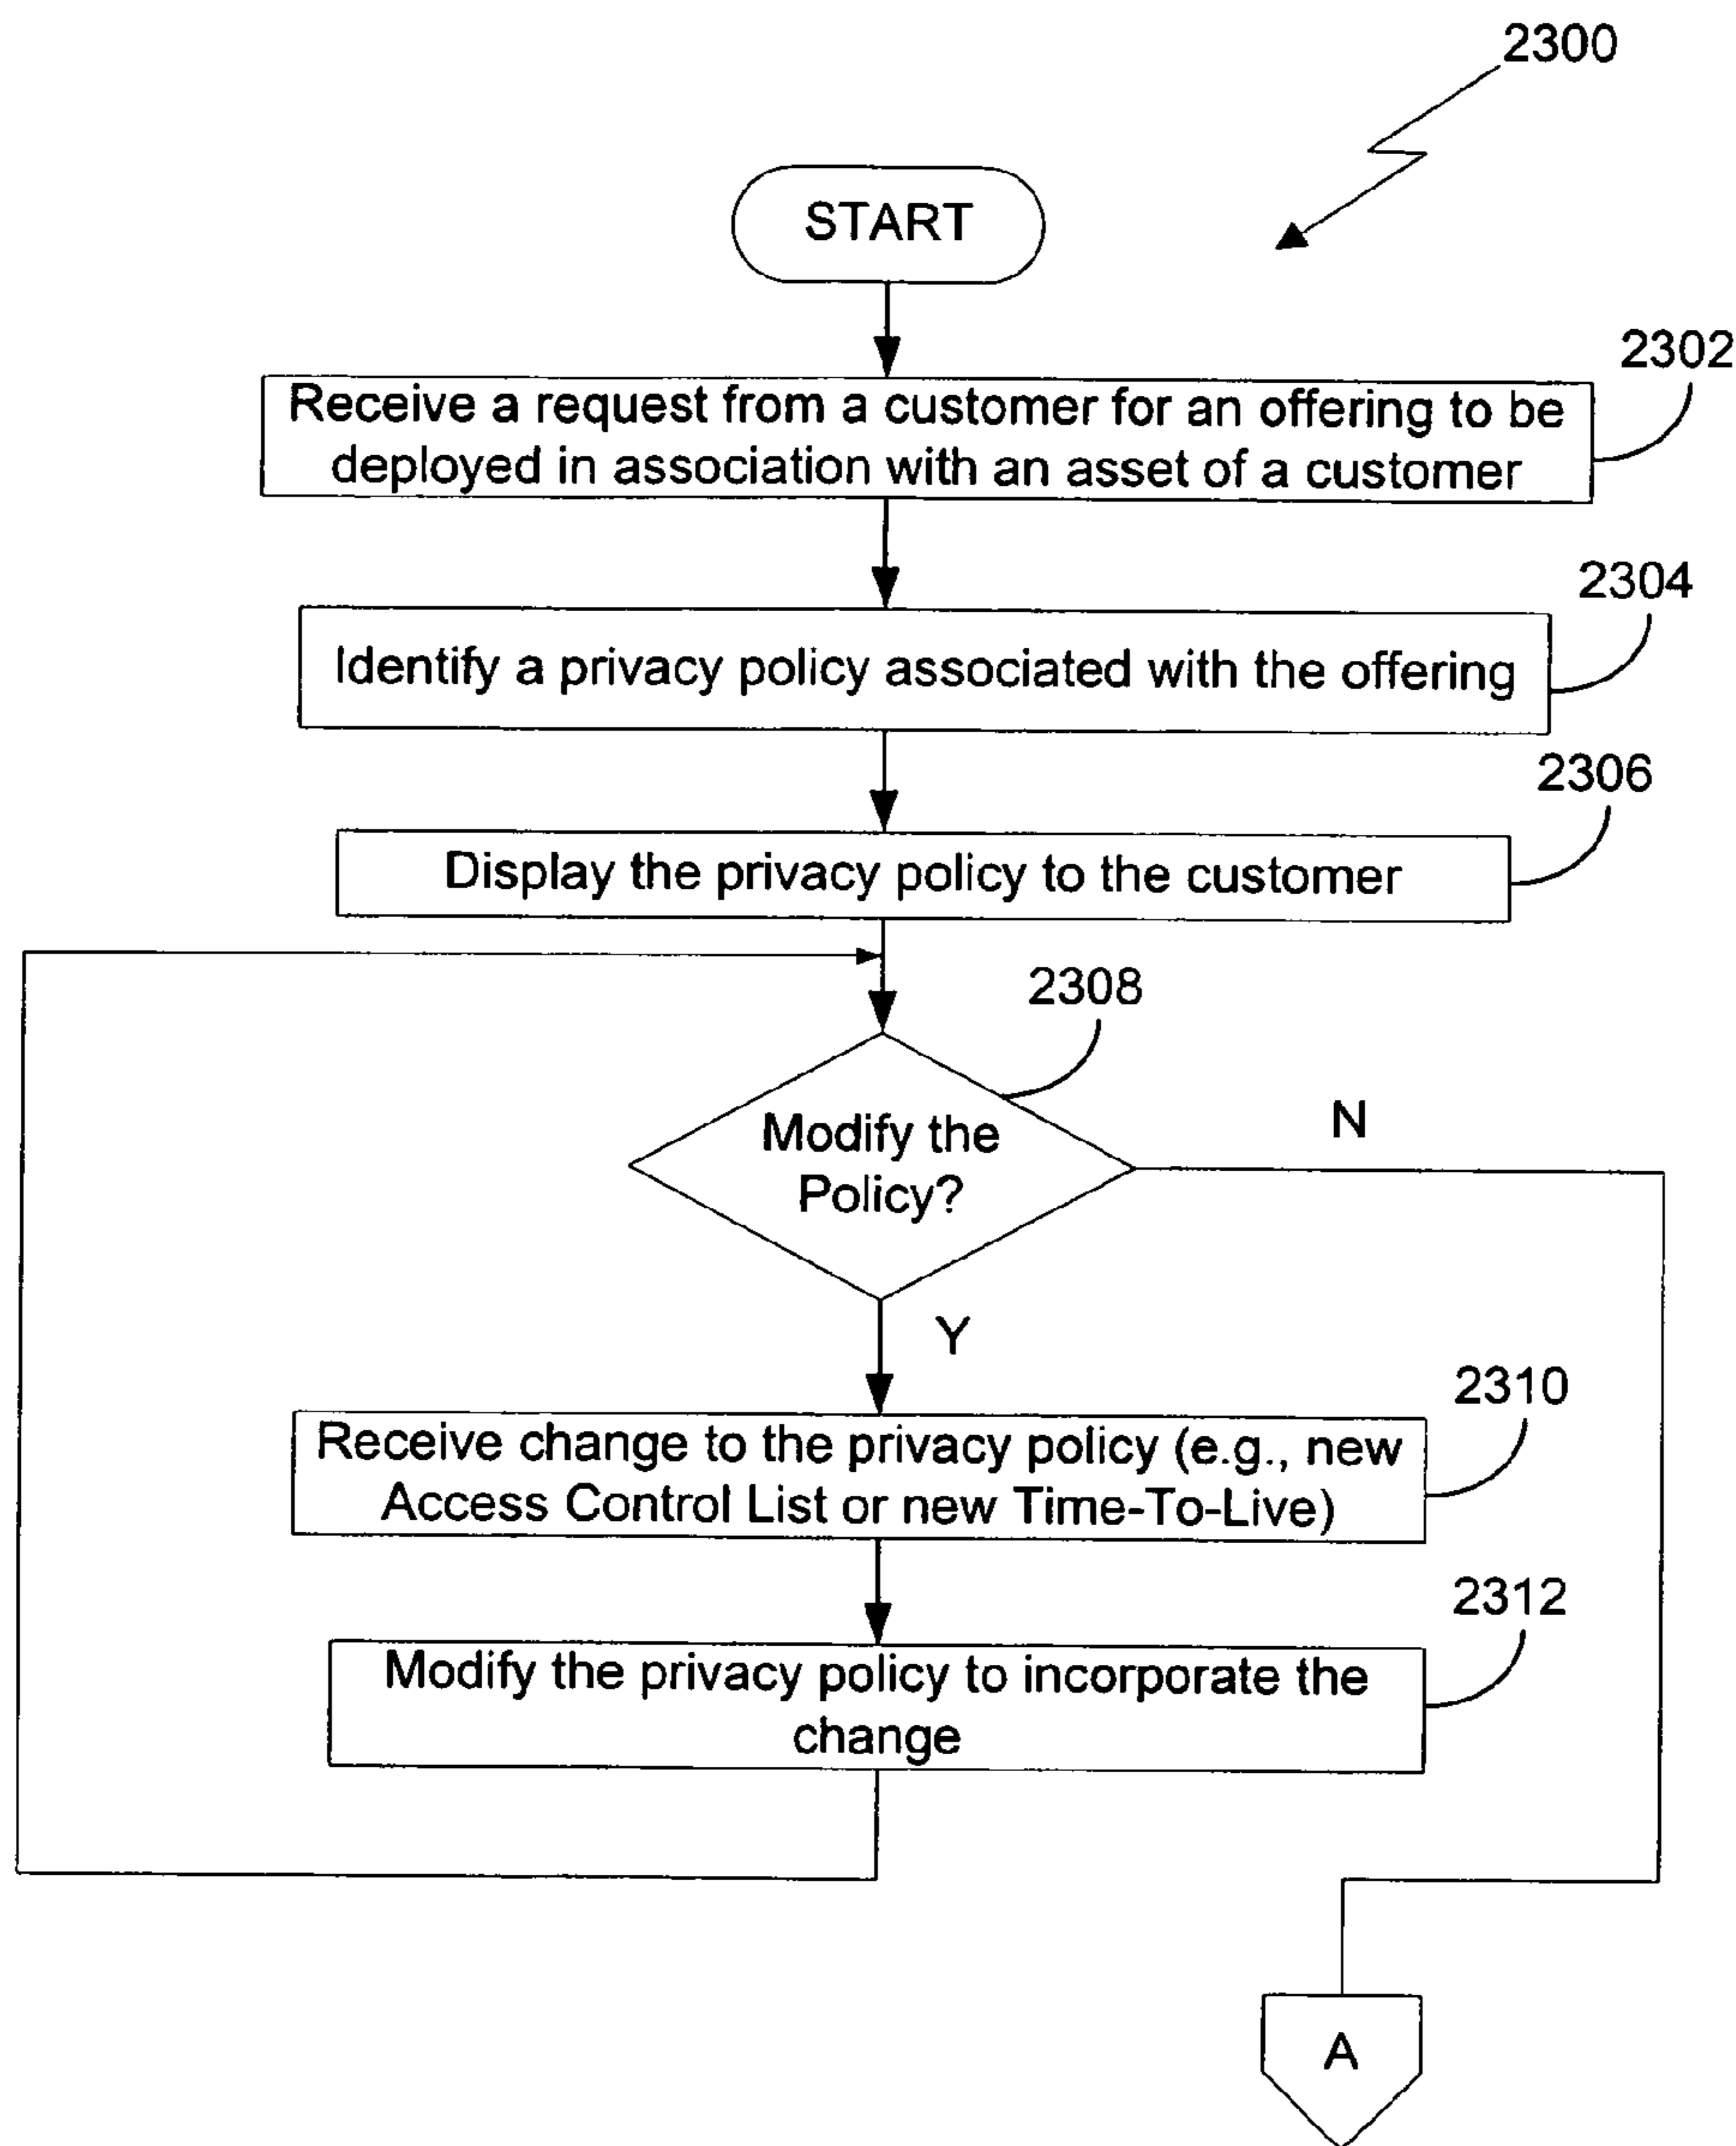 2300
START
2302
Receive a request from a customer for an offering to be
deployed in association with an asset of a customer
2304
Identify a privacy policy associated with the offering
2306
Display the privacy policy to the customer
2308
Modify the
Policy?
N
Y
2310
Receive change to the privacy policy (e.g., new
Access Control List or new Time-To-Live)
2312
Modify the privacy policy to incorporate the
change
A